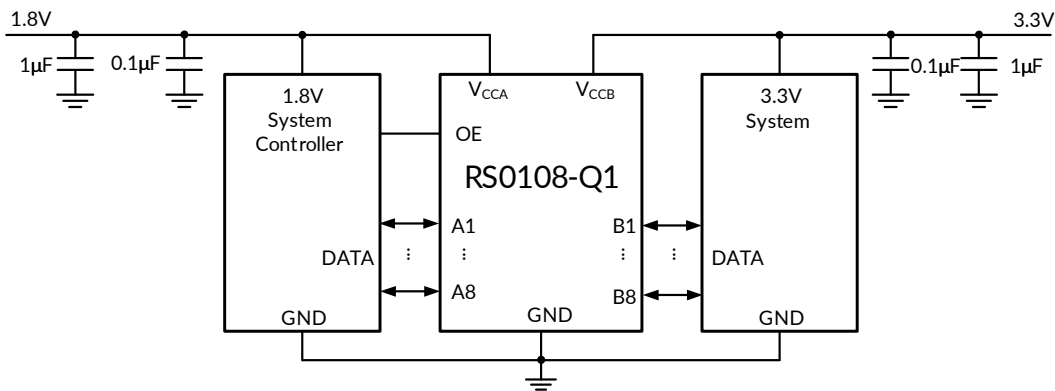 1.8V
3.3V
1µF
0.1µF
0.1µF
1µF
1.8V
System
Controller
VCCA
VCCB
3.3V
System
OE
RS0108-Q1
A1
B1
DATA
⋮
⋮
⋮
⋮
DATA
A8
B8
GND
GND
GND